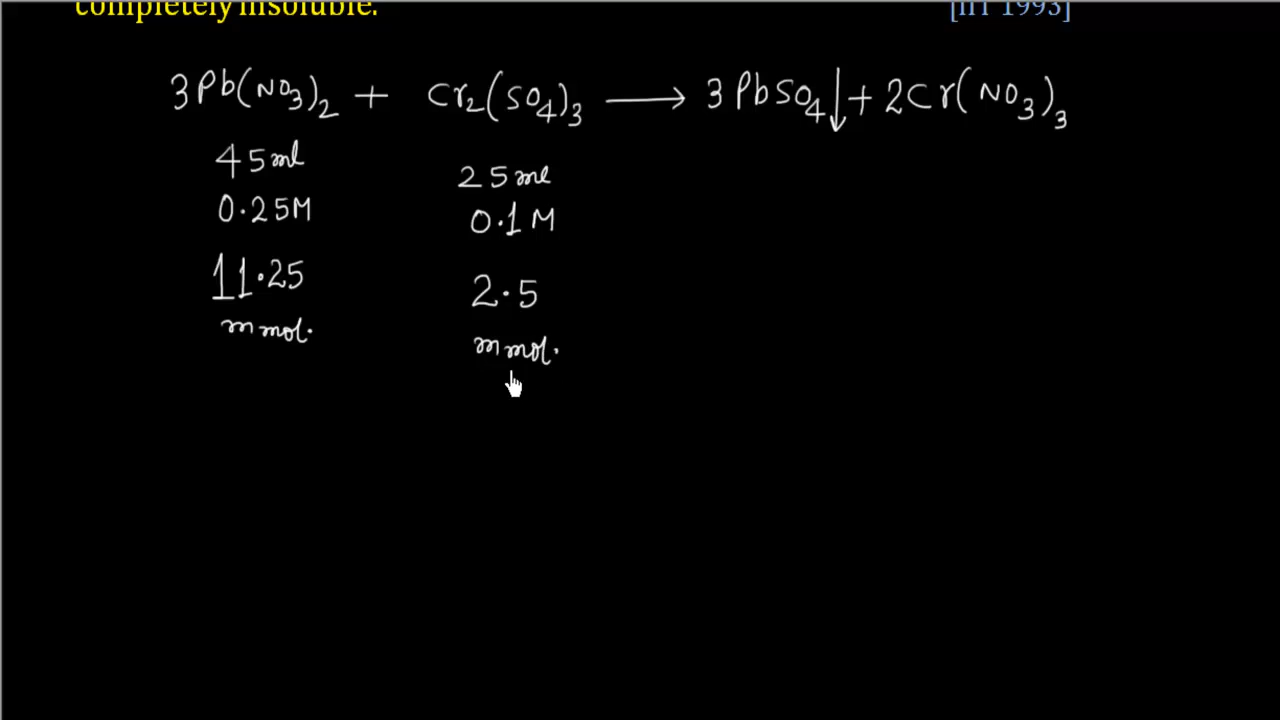 completely insoluble. [IIT 1993]
3Pb(NO₃)₂ + Cr₂(SO₄)₃ ⟶ 3PbSO₄↓ + 2Cr(NO₃)₃
45ml 25ml
0.25M 0.1M
11.25 2.5
mmol. mmol.